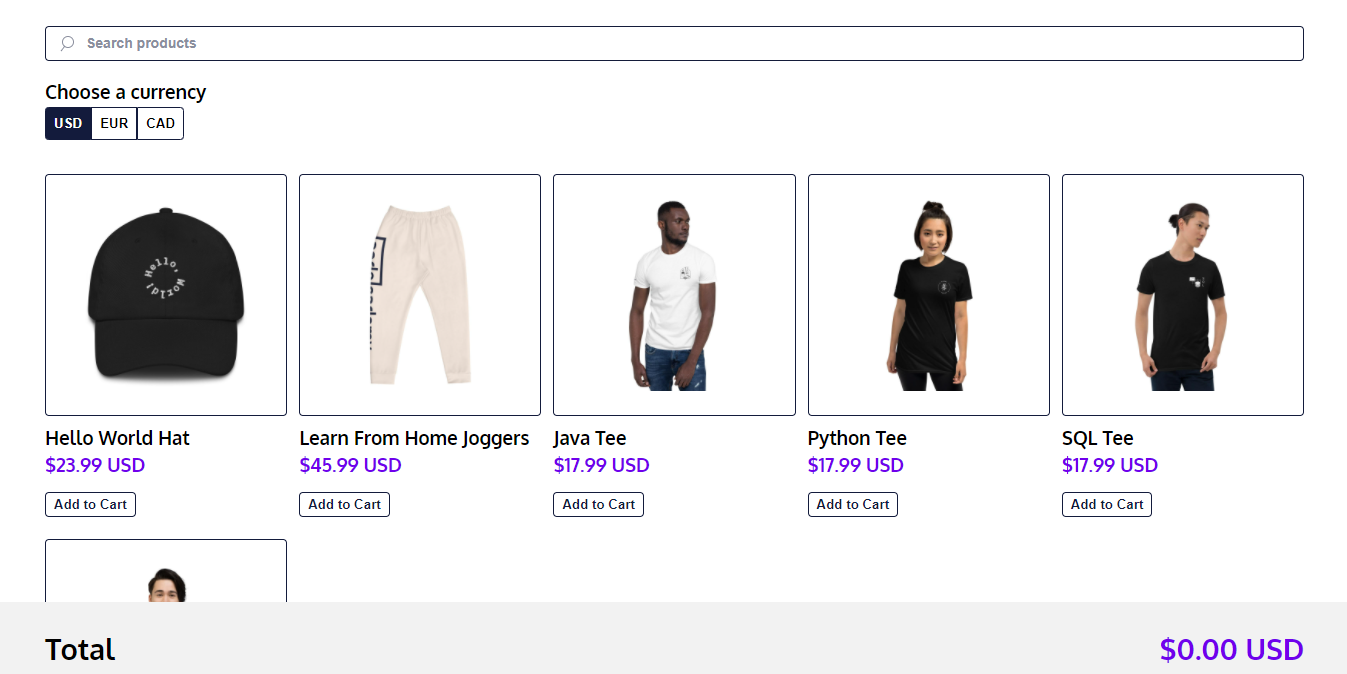 Search products
Choose a currency
USD EUR CAD
Hello, World!
Hello World Hat
$23.99 USD
Add to Cart
Learn From Home Joggers
$45.99 USD
Add to Cart
Java Tee
$17.99 USD
Add to Cart
Python Tee
$17.99 USD
Add to Cart
SQL Tee
$17.99 USD
Add to Cart
Total
$0.00 USD